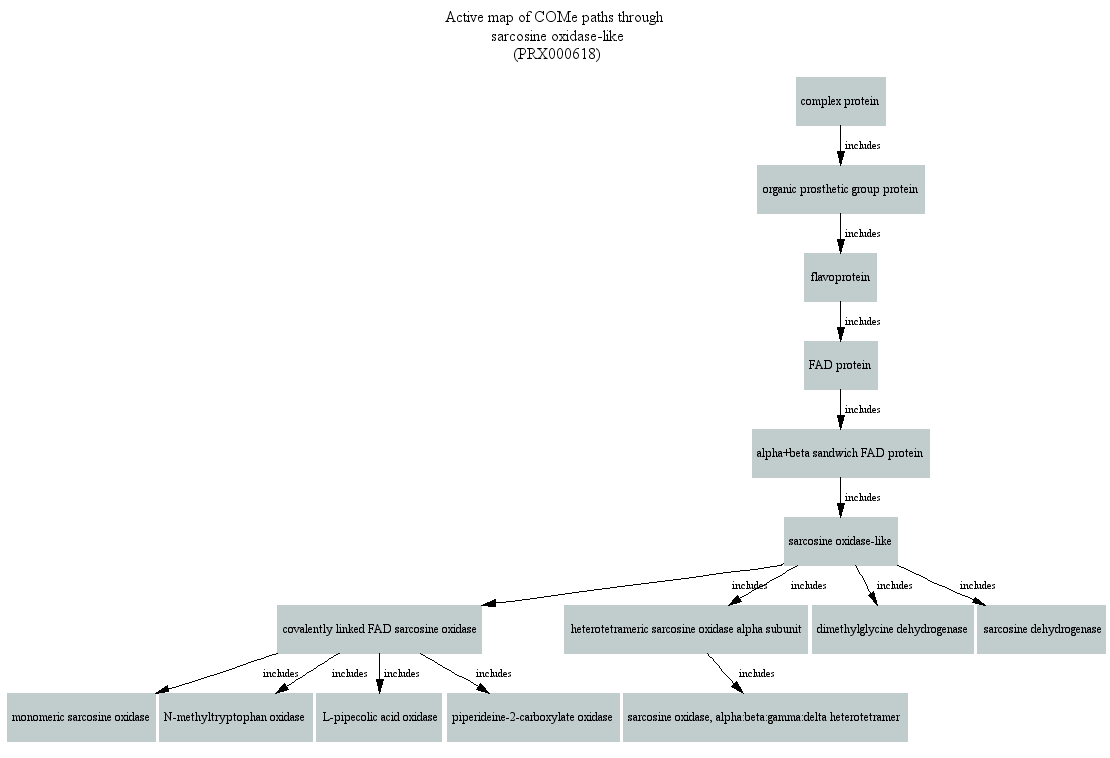 Active map of COMe paths through
sarcosine oxidase-like
(PRX000618)
complex protein
includes
organic prosthetic group protein
includes
flavoprotein
includes
FAD protein
includes
alpha+beta sandwich FAD protein
includes
sarcosine oxidase-like
includes includes includes includes
covalently linked FAD sarcosine oxidase heterotetrameric sarcosine oxidase alpha subunit dimethylglycine dehydrogenase sarcosine dehydrogenase
includes includes includes includes includes
monomeric sarcosine oxidase N-methyltryptophan oxidase L-pipecolic acid oxidase piperideine-2-carboxylate oxidase sarcosine oxidase, alpha:beta:gamma:delta heterotetramer